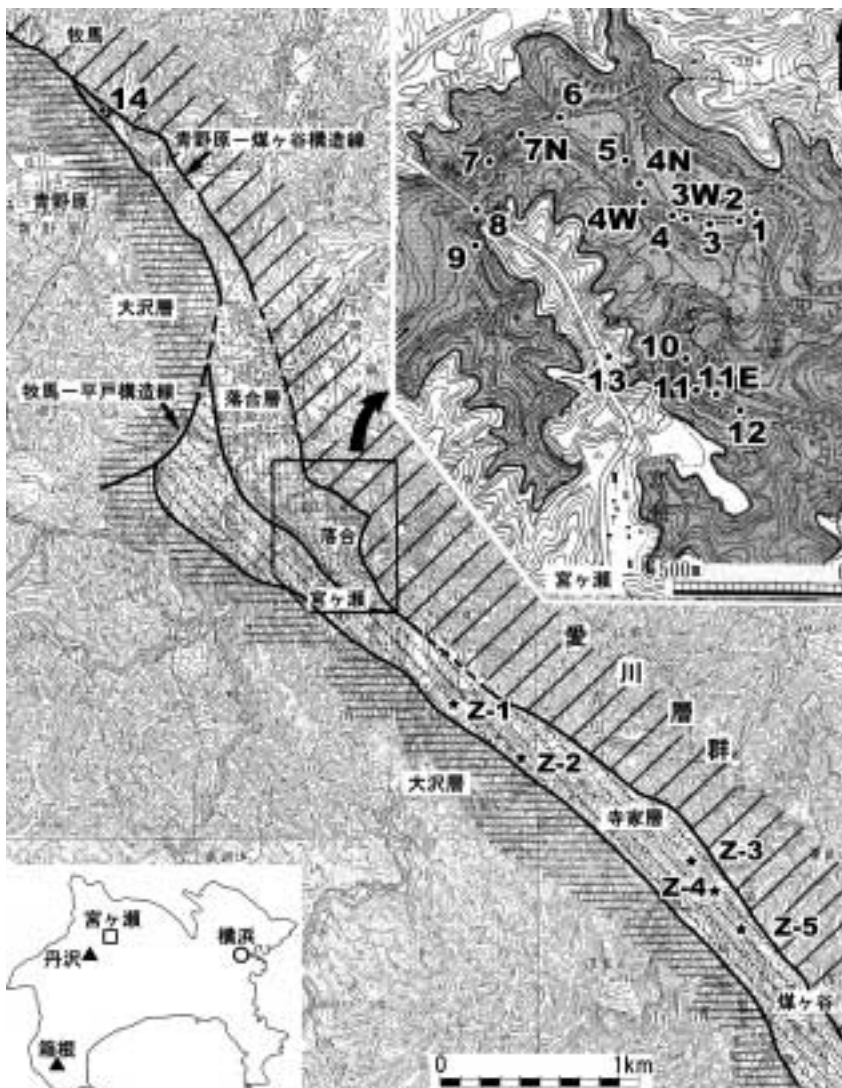 牧馬
14
青野原ー煤ヶ谷構造線
青野原
大沢層
牧馬ー平戸構造線
落合層
落合
宮ヶ瀬
6
7
7N
5
4N
3W
2
4W
8
4
3
1
9
10
11E
13
11
12
500m
宮ヶ瀬
愛
川
層
群
Z-1
Z-2
大沢層
寺家層
Z-3
Z-4
Z-5
煤ヶ谷
宮ヶ瀬
丹沢
横浜
箱根
0
1km